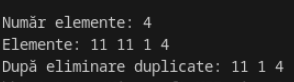 Număr elemente: 4
Elemente: 11 11 1 4
După eliminare duplicate: 11 1 4